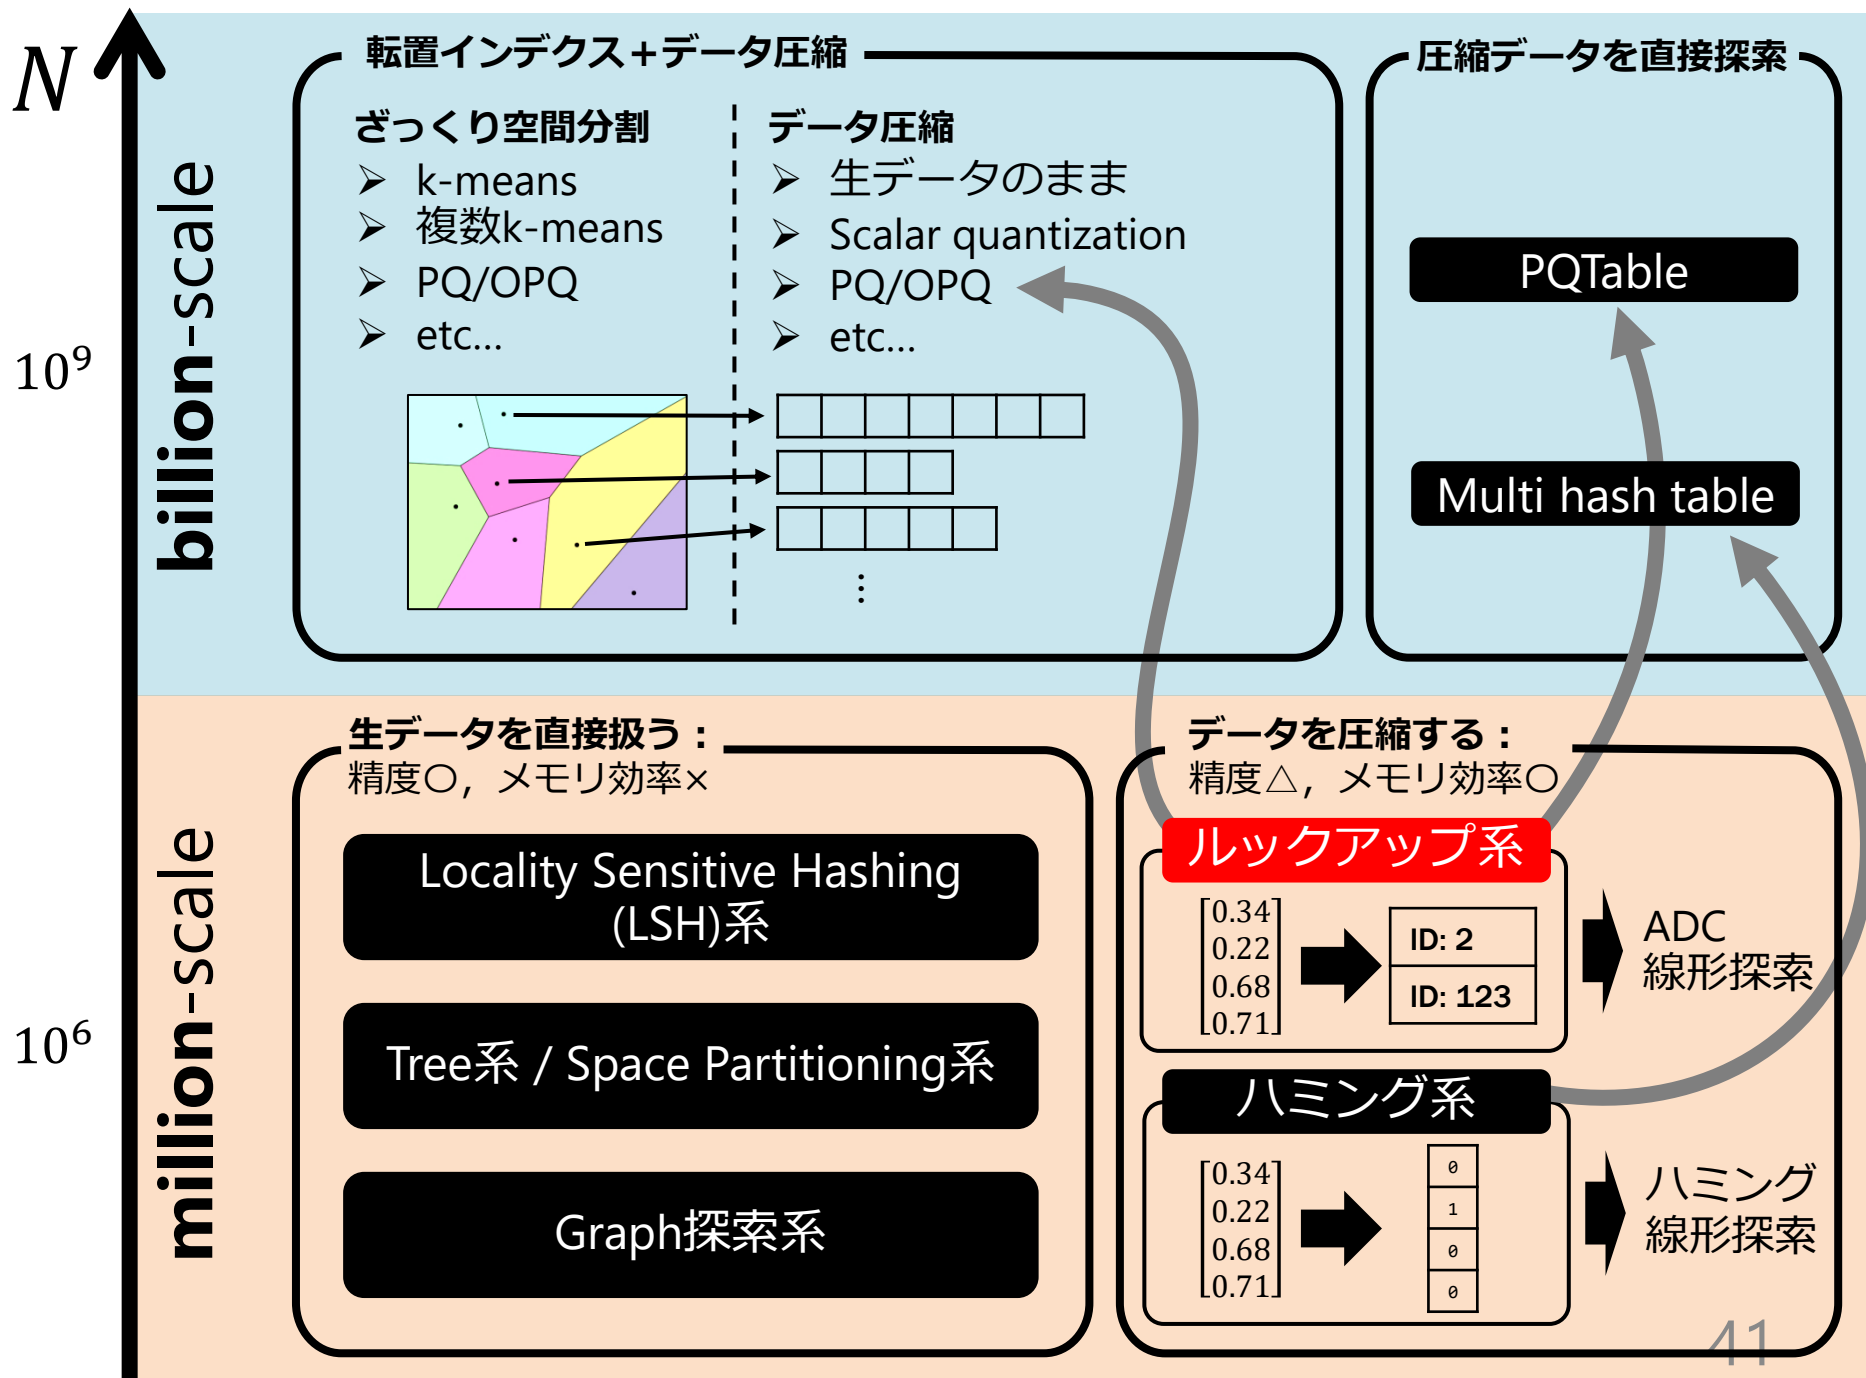 N
10⁹
10⁶
billion-scale
転置インデクス+データ圧縮
ざっくり空間分割
➢ k-means
➢ 複数k-means
➢ PQ/OPQ
➢ etc…
データ圧縮
➢ 生データのまま
➢ Scalar quantization
➢ PQ/OPQ
➢ etc…
⋮
圧縮データを直接探索
PQTable
Multi hash table
million-scale
生データを直接扱う：
精度〇，メモリ効率×
Locality Sensitive Hashing
(LSH)系
Tree系 / Space Partitioning系
Graph探索系
データを圧縮する：
精度△，メモリ効率〇
ルックアップ系
0.34
0.22
0.68
0.71
ID: 2
ID: 123
ADC
線形探索
ハミング系
0.34
0.22
0.68
0.71
0
1
0
0
ハミング
線形探索
41